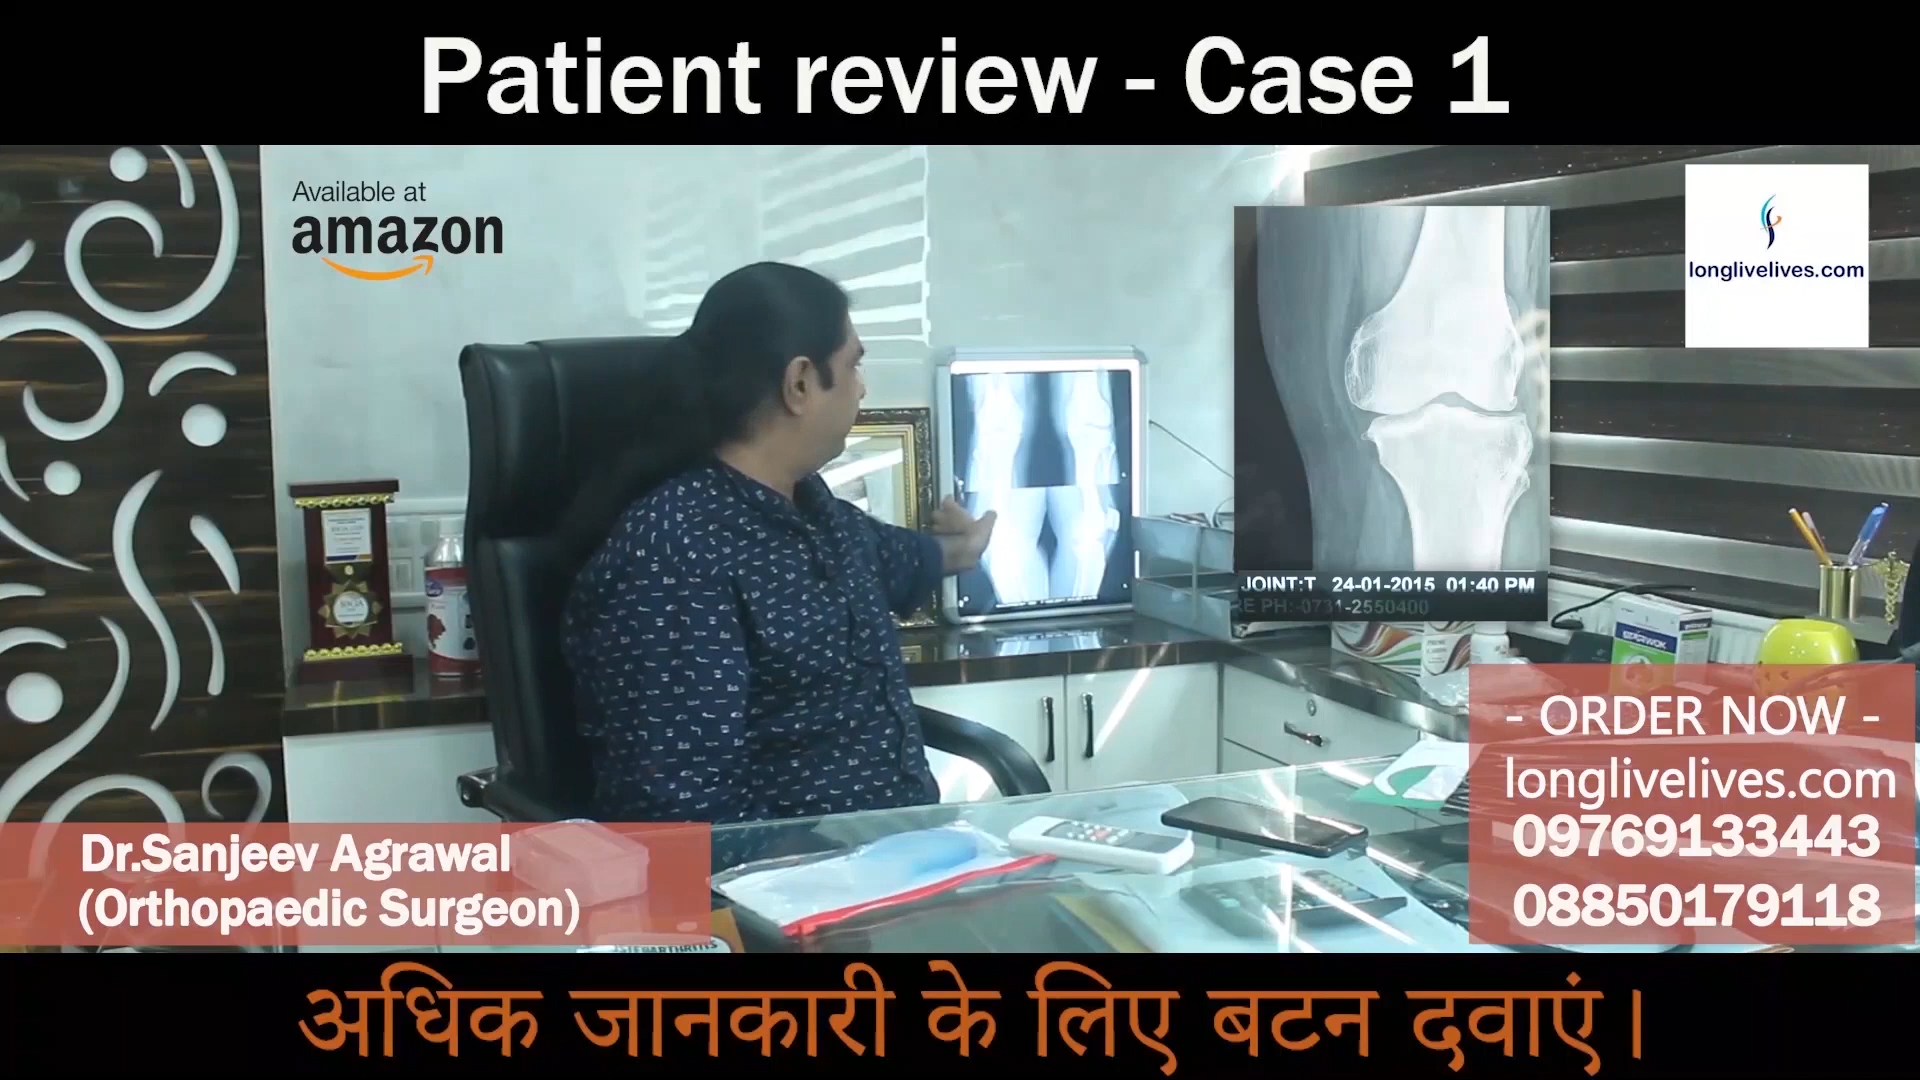 Patient review - Case 1
Available at
amazon
longlivelives.com
JOINT:T 24-01-2015 01:40 PM
RE PH:-0731-2550400
- ORDER NOW -
longlivelives.com
09769133443
08850179118
Dr.Sanjeev Agrawal
(Orthopaedic Surgeon)
अधिक जानकारी के लिए बटन दवाएं।